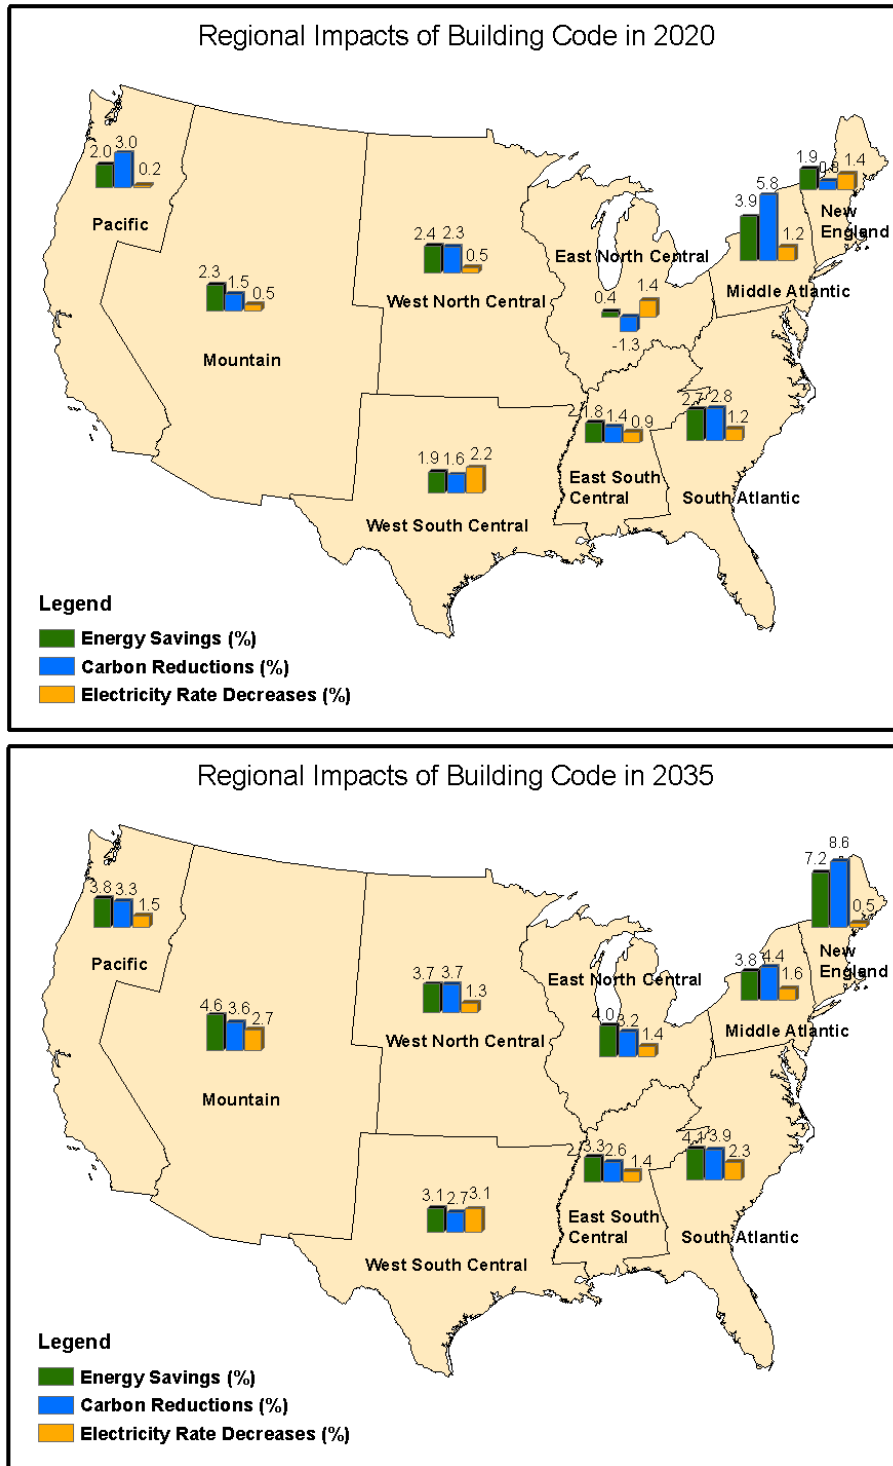 Regional Impacts of Building Code in 2020
2.0 3.0 0.2
Pacific
2.3 1.5 0.5
Mountain
2.4 2.3 0.5
West North Central
East North Central
0.4 1.4
-1.3
1.9 0.8 1.4
New
England
3.9 5.8 1.2
Middle Atlantic
1.9 1.6 2.2
West South Central
1.8 1.4 0.9
East South
Central
2.7 2.8 1.2
South Atlantic
Legend
Energy Savings (%)
Carbon Reductions (%)
Electricity Rate Decreases (%)
Regional Impacts of Building Code in 2035
3.8 3.3 1.5
Pacific
4.6 3.6 2.7
Mountain
3.7 3.7 1.3
West North Central
East North Central
4.0 3.2 1.4
7.2 8.6 0.5
New
England
3.8 4.4 1.6
Middle Atlantic
3.1 2.7 3.1
West South Central
3.3 2.6 1.4
East South
Central
4.1 3.9 2.3
South Atlantic
Legend
Energy Savings (%)
Carbon Reductions (%)
Electricity Rate Decreases (%)